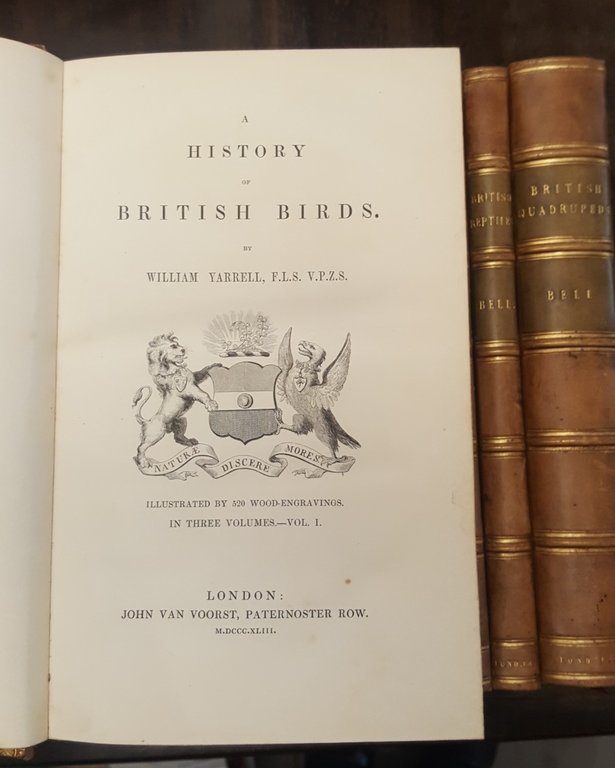 A
HISTORY
OF
BRITISH BIRDS.
BY
WILLIAM YARRELL, F.L.S. V.P.Z.S.
NATURÆ DISCERE MORES.
ILLUSTRATED BY 520 WOOD-ENGRAVINGS.
IN THREE VOLUMES.—VOL. I.
LONDON:
JOHN VAN VOORST, PATERNOSTER ROW.
M.DCCC.XLIII.
BRITISH
BELL.
BRITISH
QUADRUPEDS
BELL